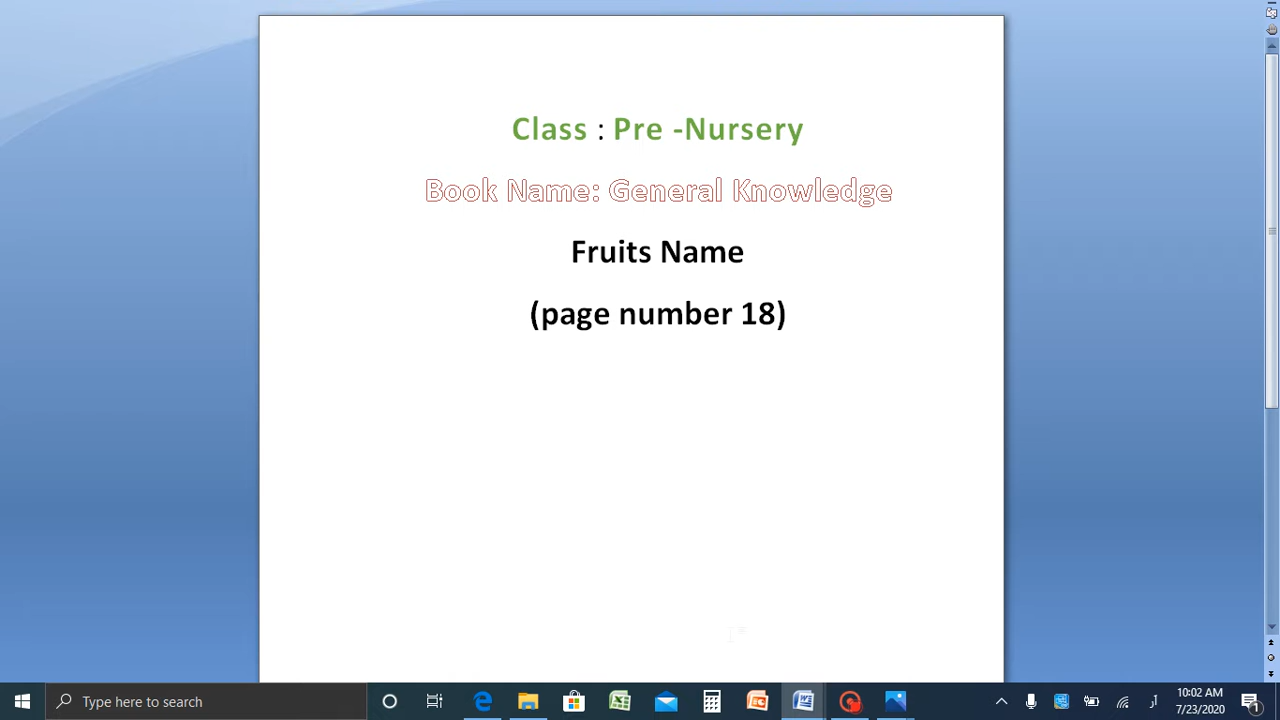 Class : Pre -Nursery
Book Name: General Knowledge
Fruits Name
(page number 18)
Type here to search
10:02 AM
7/23/2020
1